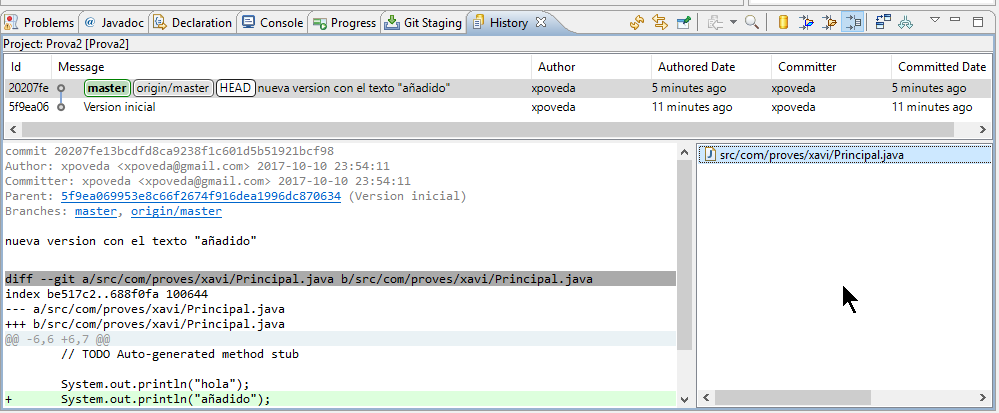 Problems @ Javadoc Declaration Console Progress Git Staging History
Project: Prova2 [Prova2]
Id Message Author Authored Date Committer Committed Date
20207fe master origin/master HEAD nueva version con el texto "añadido" xpoveda 5 minutes ago xpoveda 5 minutes ago
5f9ea06 Version inicial xpoveda 11 minutes ago xpoveda 11 minutes ago
commit 20207fe13bcdfd8ca9238f1c601d5b51921bcf98
Author: xpoveda <xpoveda@gmail.com> 2017-10-10 23:54:11
Committer: xpoveda <xpoveda@gmail.com> 2017-10-10 23:54:11
Parent: 5f9ea069953e8c66f2674f916dea1996dc870634 (Version inicial)
Branches: master, origin/master
nueva version con el texto "añadido"
diff --git a/src/com/proves/xavi/Principal.java b/src/com/proves/xavi/Principal.java
index be517c2..688f0fa 100644
--- a/src/com/proves/xavi/Principal.java
+++ b/src/com/proves/xavi/Principal.java
@@ -6,6 +6,7 @@
// TODO Auto-generated method stub
System.out.println("hola");
+ System.out.println("añadido");
src/com/proves/xavi/Principal.java